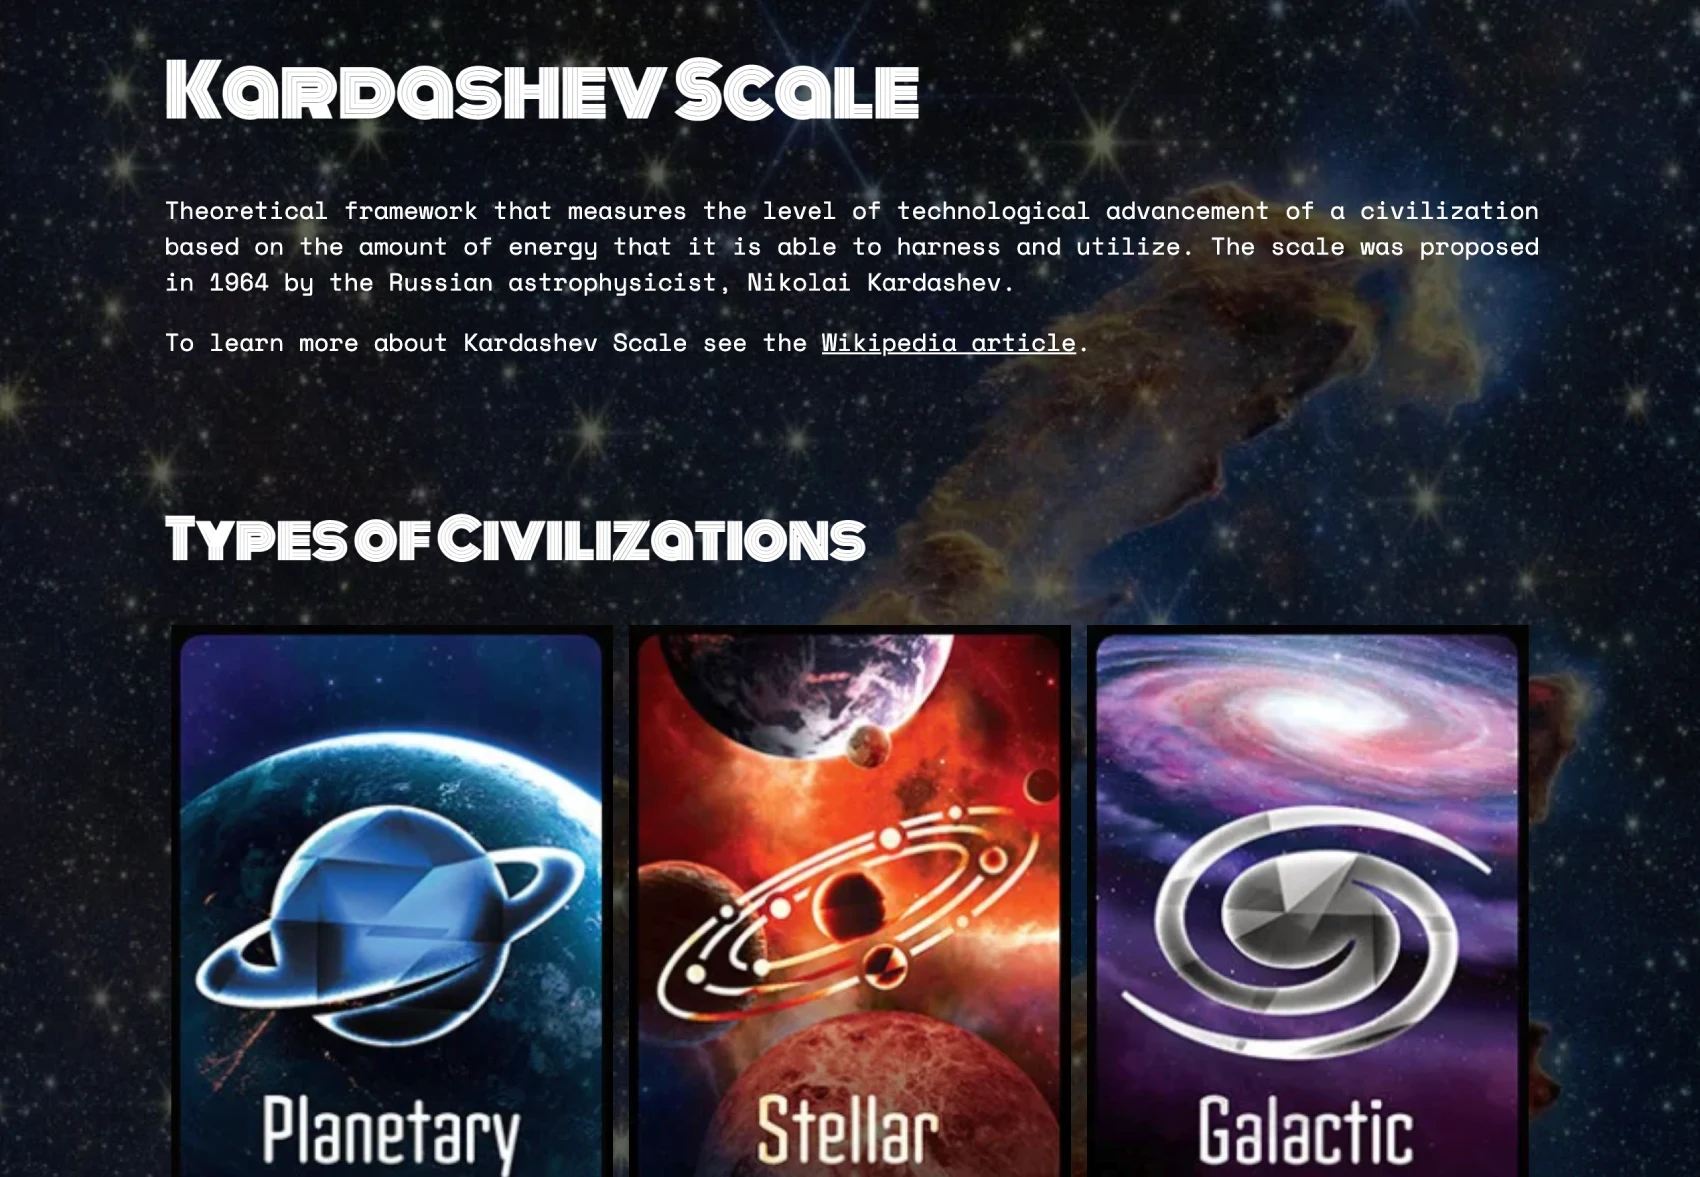 Kardashev Scale
Theoretical framework that measures the level of technological advancement of a civilization
based on the amount of energy that it is able to harness and utilize. The scale was proposed
in 1964 by the Russian astrophysicist, Nikolai Kardashev.
To learn more about Kardashev Scale see the Wikipedia article.
Types of Civilizations
Planetary
Stellar
Galactic